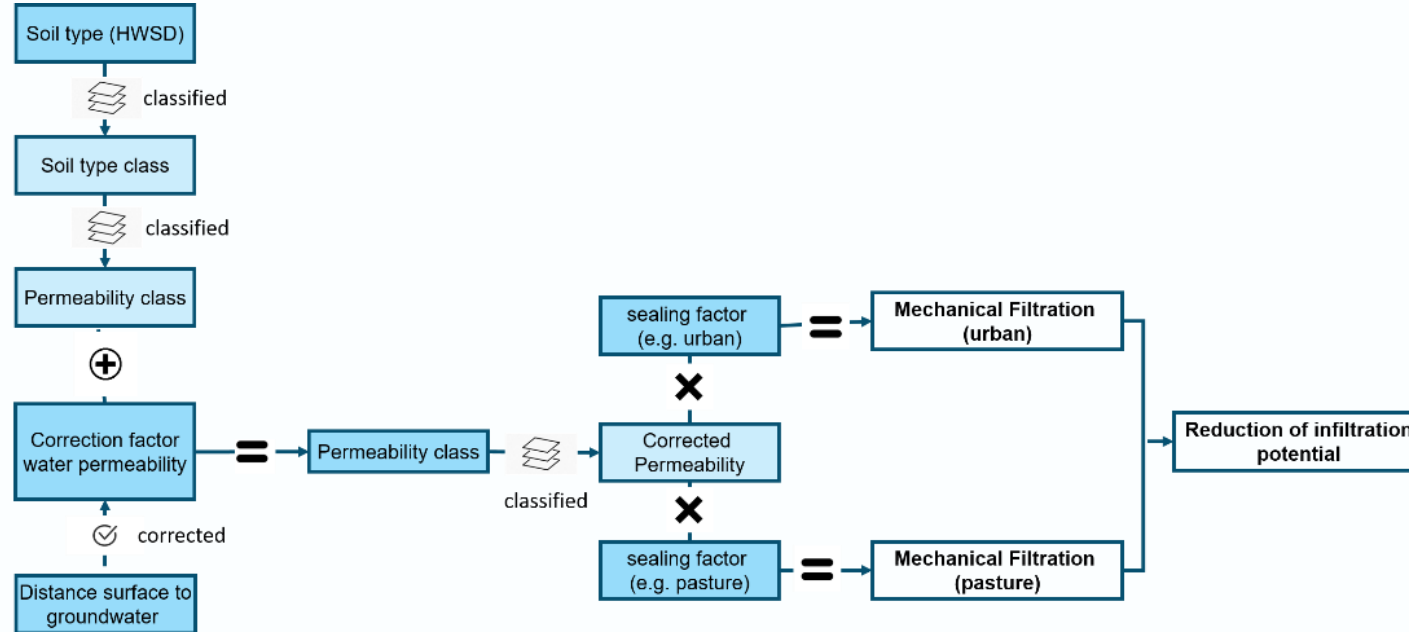 Soil type (HWSD)
classified
Soil type class
classified
Permeability class
Correction factor
water permeability
corrected
Distance surface to
groundwater
Permeability class
classified
sealing factor
(e.g. urban)
Corrected
Permeability
sealing factor
(e.g. pasture)
Mechanical Filtration
(urban)
Mechanical Filtration
(pasture)
Reduction of infiltration
potential